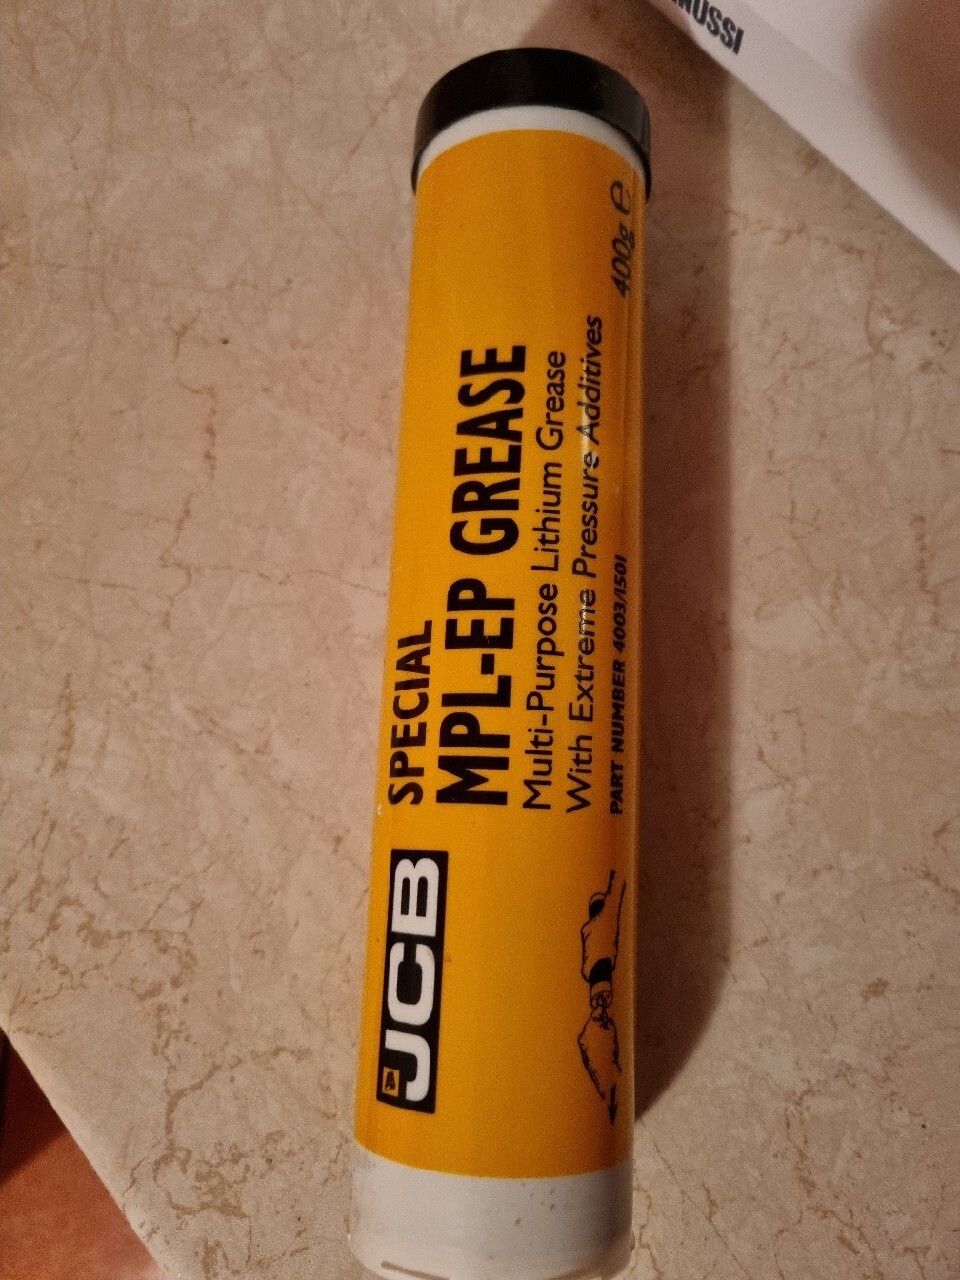 JCB
SPECIAL
MPL-EP GREASE
Multi-Purpose Lithium Grease
With Extreme Pressure Additives
PART NUMBER 4003/1501
400g e